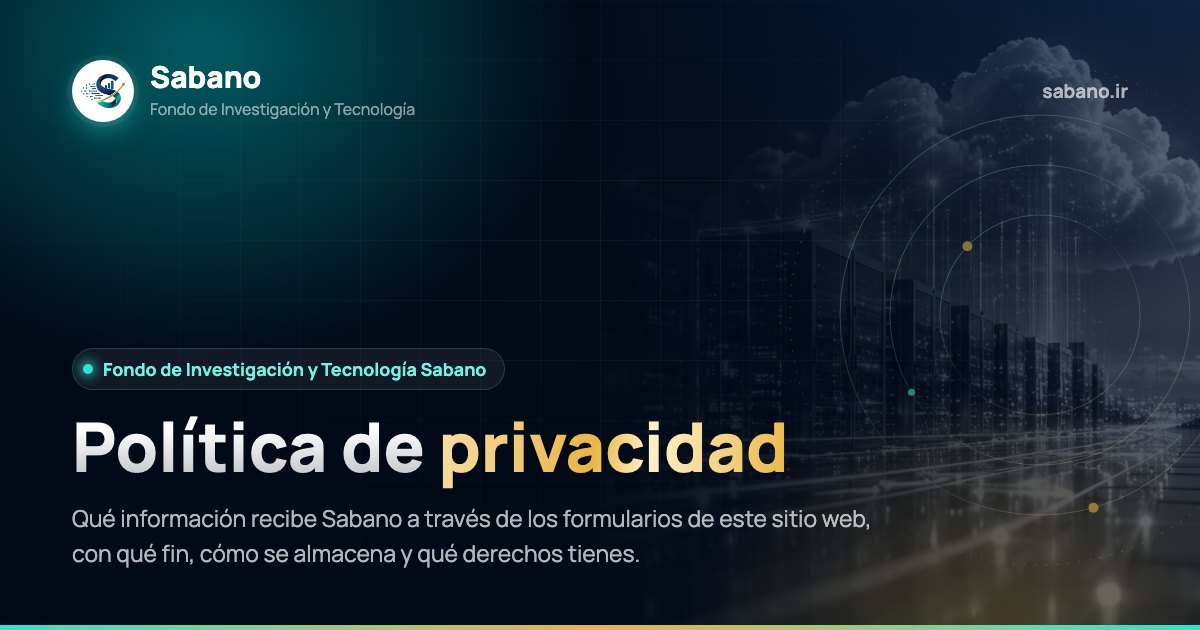 Sabano
Fondo de Investigación y Tecnología
sabano.ir
Fondo de Investigación y Tecnología Sabano
Política de privacidad
Qué información recibe Sabano a través de los formularios de este sitio web,
con qué fin, cómo se almacena y qué derechos tienes.